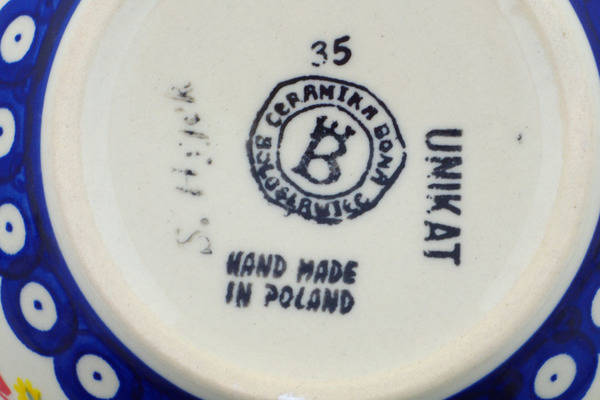 35
CERAMIKA BONA
BOLESŁAWIEC
B
UNIKAT
HAND MADE
IN POLAND